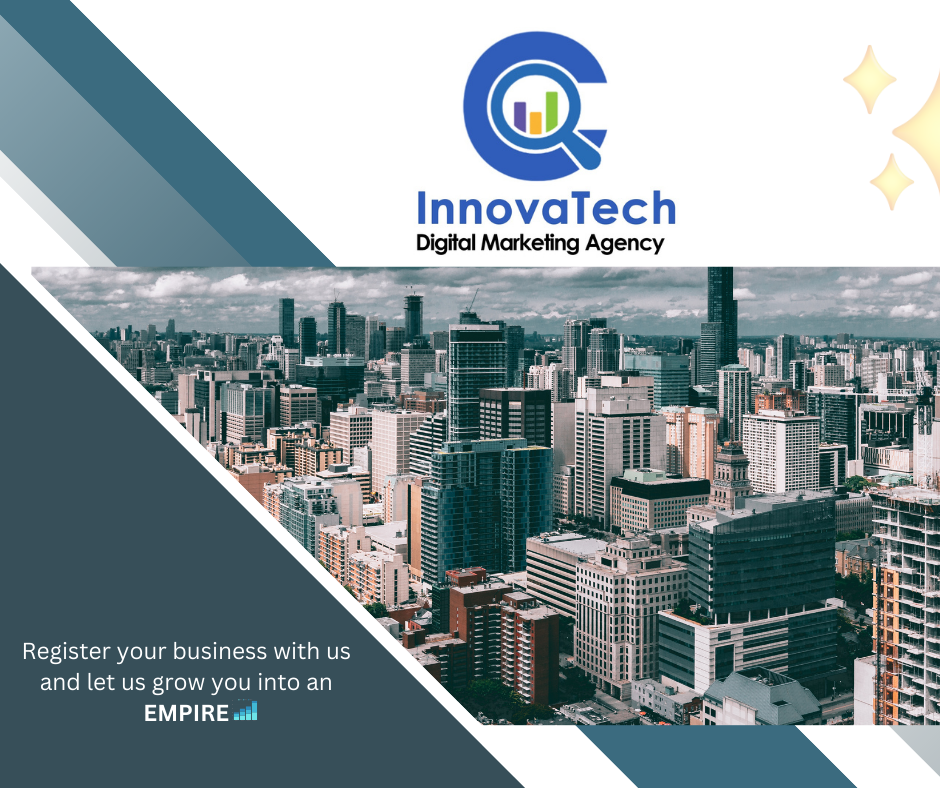 InnovaTech
Digital Marketing Agency
Register your business with us
and let us grow you into an
EMPIRE